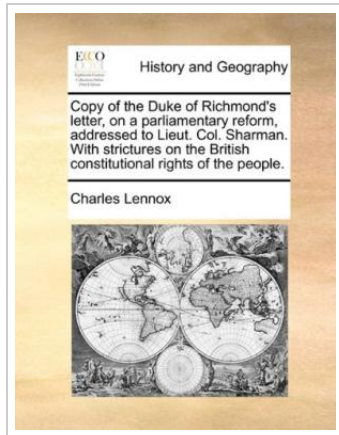 ECCO
History and Geography
Copy of the Duke of Richmond's
letter, on a parliamentary reform,
addressed to Lieut. Col. Sharman.
With strictures on the British
constitutional rights of the people.
Charles Lennox